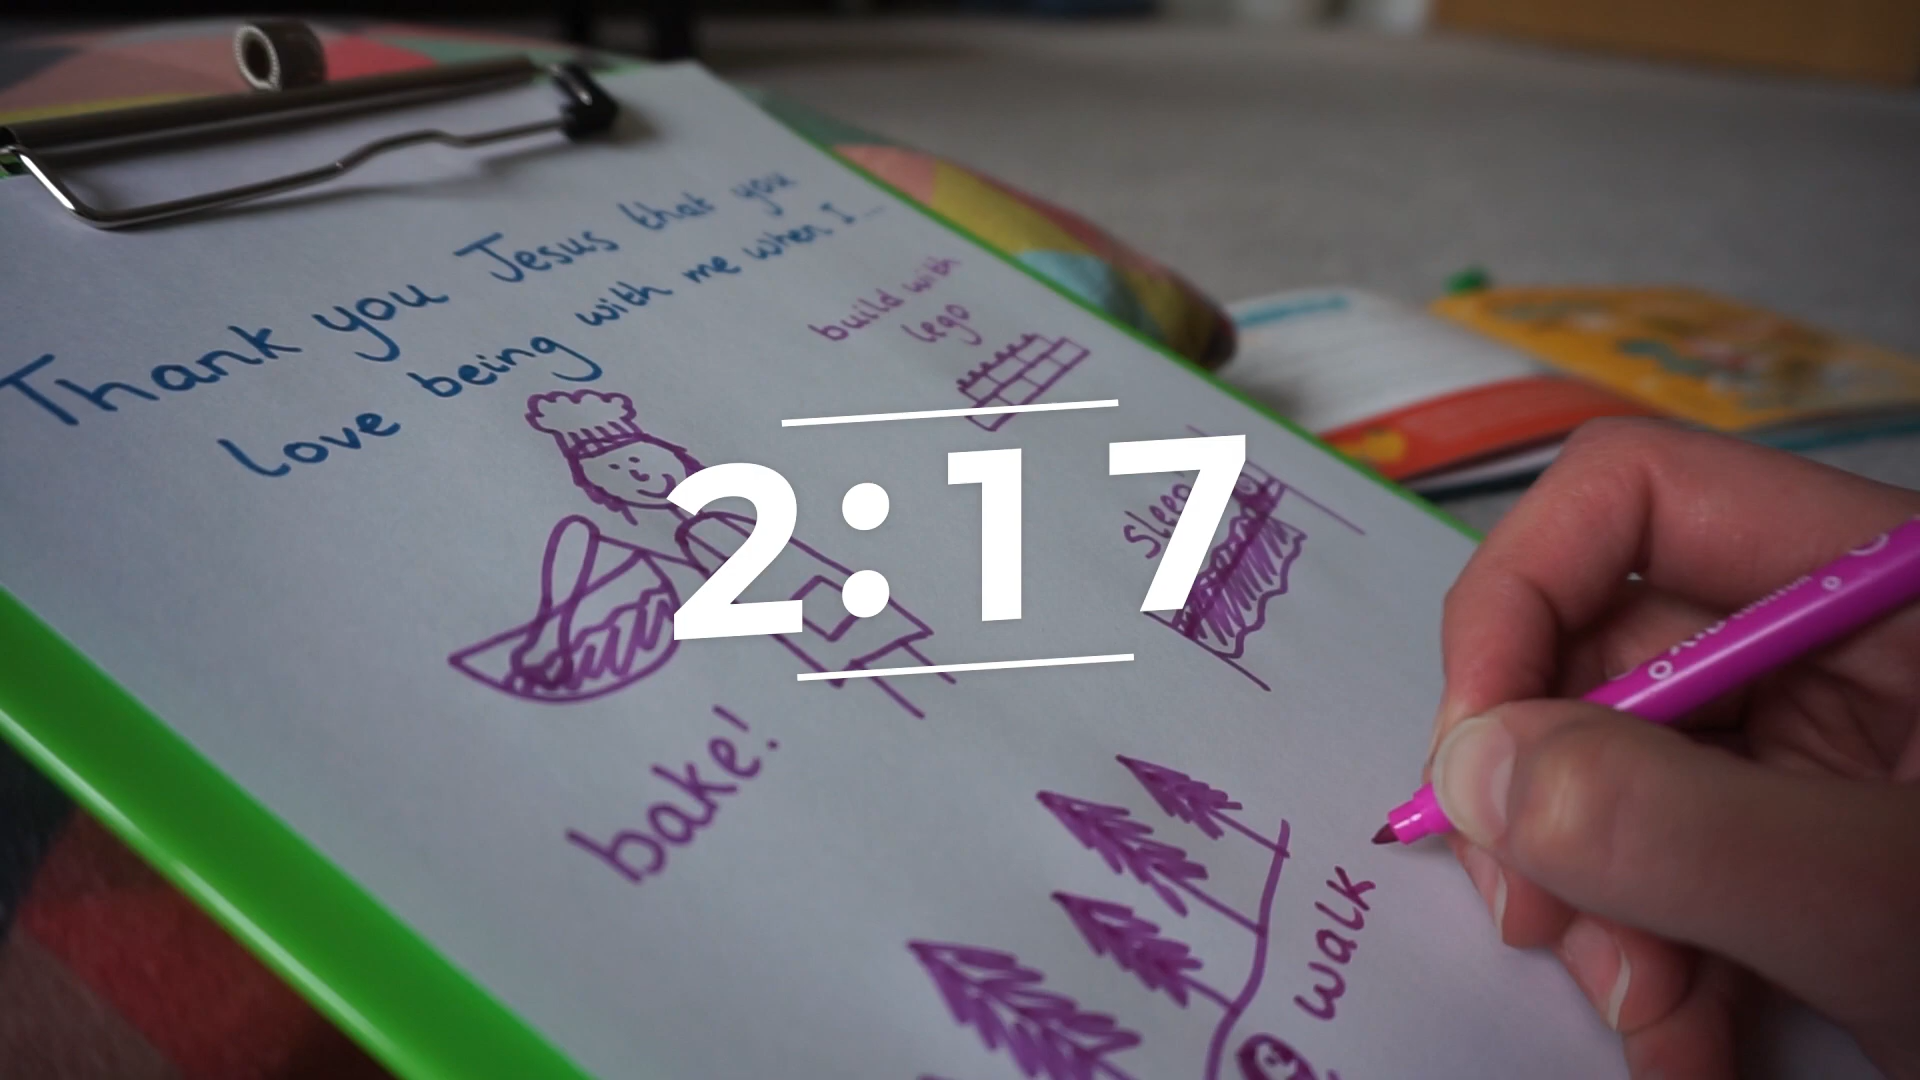 Thank you Jesus that you
Love being with me when I...
build with
lego
2:17
Sleep
bake!
walk